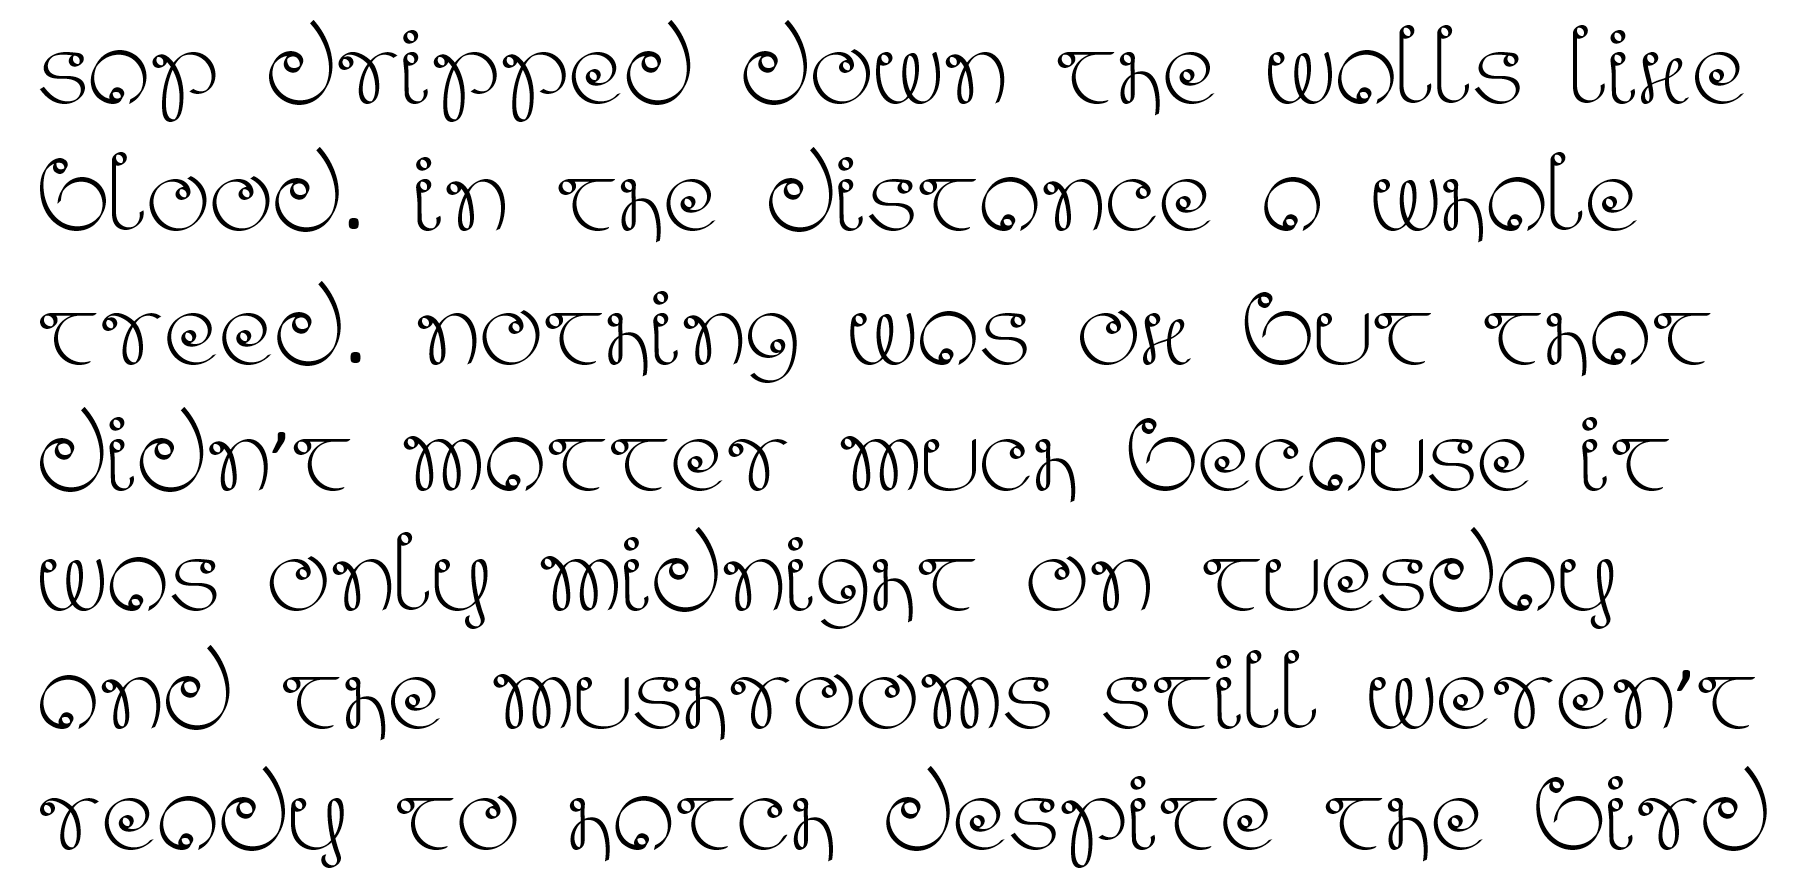 sap dripped down the walls like
blood. in the distance a whale
treed. nothing was ok but that
didn't matter much because it
was only midnight on tuesday
and the mushrooms still weren't
ready to hatch despite the bird